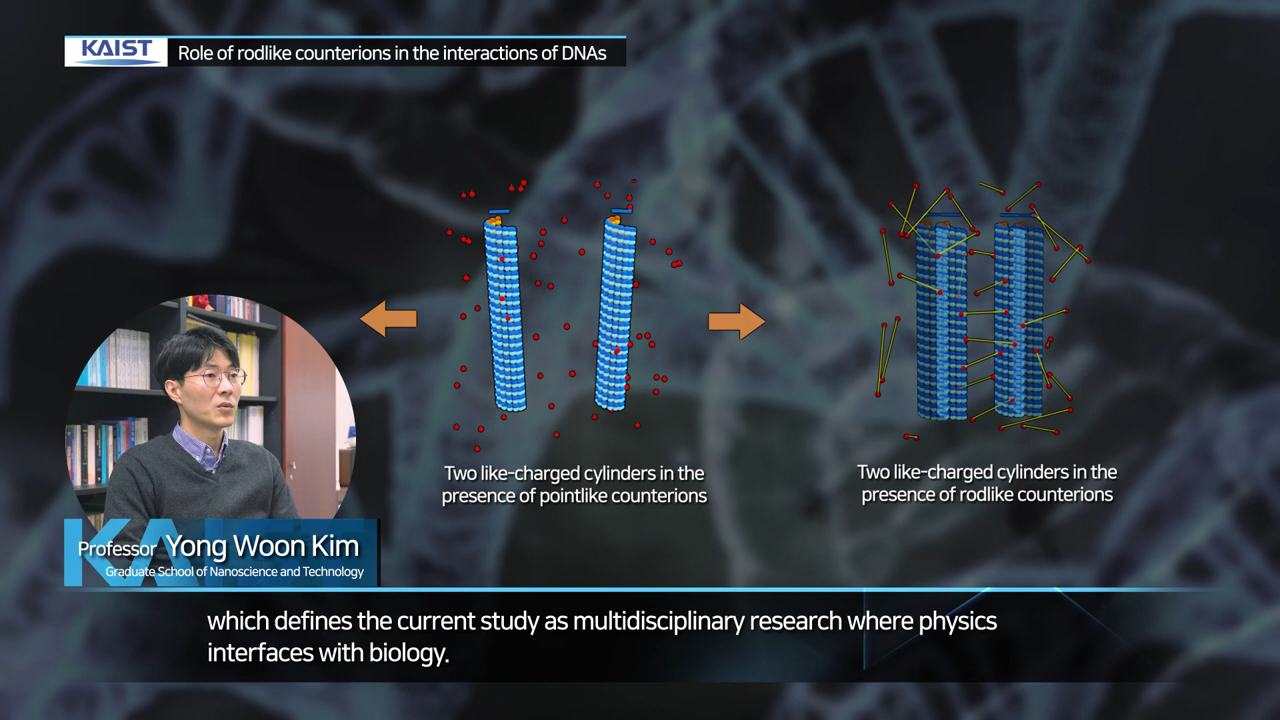 KAIST
Role of rodlike counterions in the interactions of DNAs
Two like-charged cylinders in the
presence of pointlike counterions
Two like-charged cylinders in the
presence of rodlike counterions
KA
Professor Yong Woon Kim
Graduate School of Nanoscience and Technology
which defines the current study as multidisciplinary research where physics
interfaces with biology.